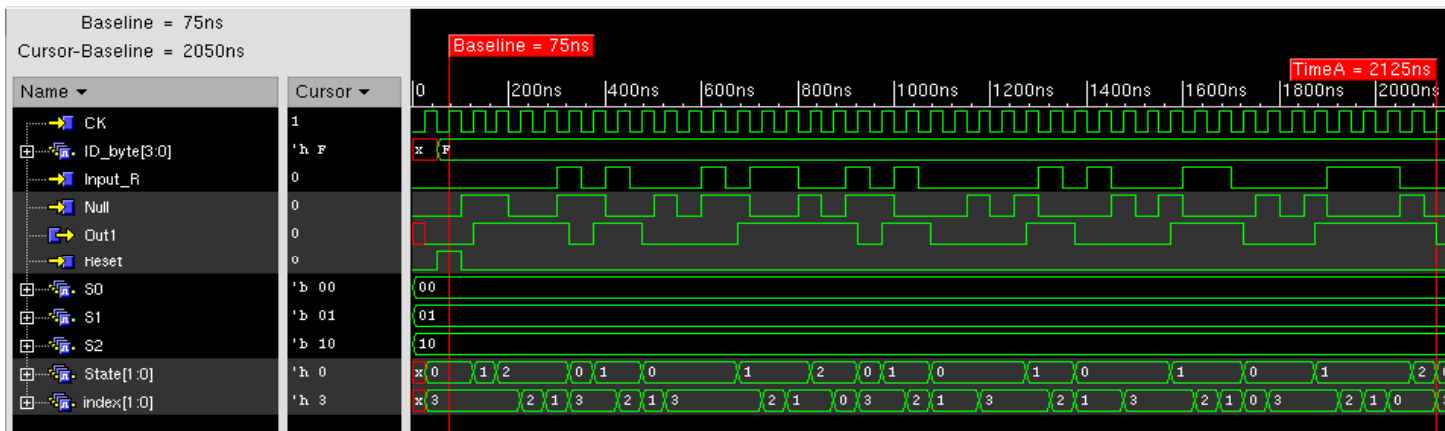 Baseline = 75ns
Cursor-Baseline = 2050ns
Baseline = 75ns
TimeA = 2125ns
Name Cursor 0 200ns 400ns 600ns 800ns 1000ns 1200ns 1400ns 1600ns 1800ns 2000ns
CK 1
ID_byte[3:0] 'h F x F
Input_R 0
Null 0
Out1 0
Reset 0
S0 'b 00 00
S1 'b 01 01
S2 'b 10 10
State[1:0] 'h 0 x 0 1 2 0 1 0 1 2 0 1 0 1 0 1 0 1 2 0
index[1:0] 'h 3 x 3 2 1 3 2 1 3 2 1 0 3 2 1 3 2 1 3 2 1 0 3 2 1 0